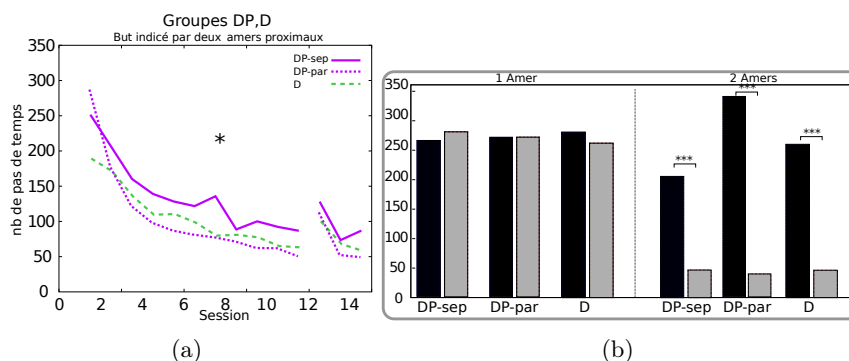 Groupes DP,D
But indiqué par deux amers proximaux
350
300
250
200
150
100
50
0
nb de pas de temps
DP-sep
DP-par
D
*
0 2 4 6 8 10 12 14
Session
(a)
1 Amer 2 Amers
350
300
250
200
150
100
50
0
***
***
***
DP-sep DP-par D DP-sep DP-par D
(b)